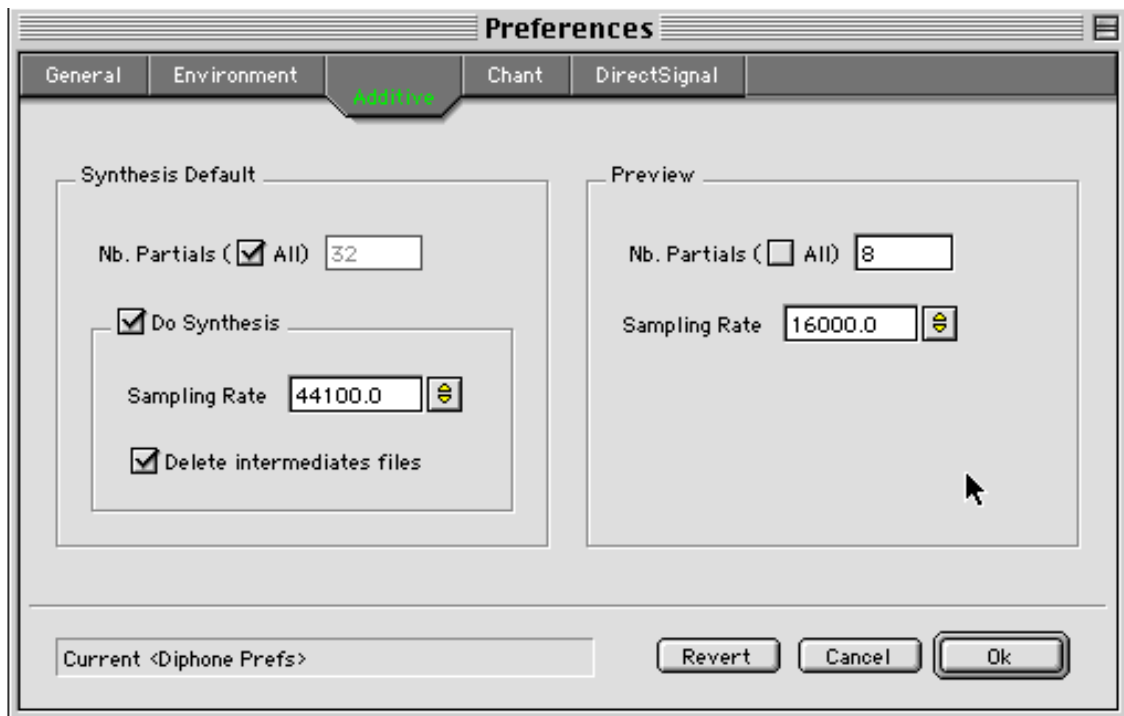 Preferences
General Environment Additive Chant DirectSignal
Synthesis Default
Nb. Partials ( All) 32
Do Synthesis
Sampling Rate 44100.0
Delete intermediates files
Preview
Nb. Partials ( All) 8
Sampling Rate 16000.0
Current <Diphone Prefs>
Revert Cancel Ok